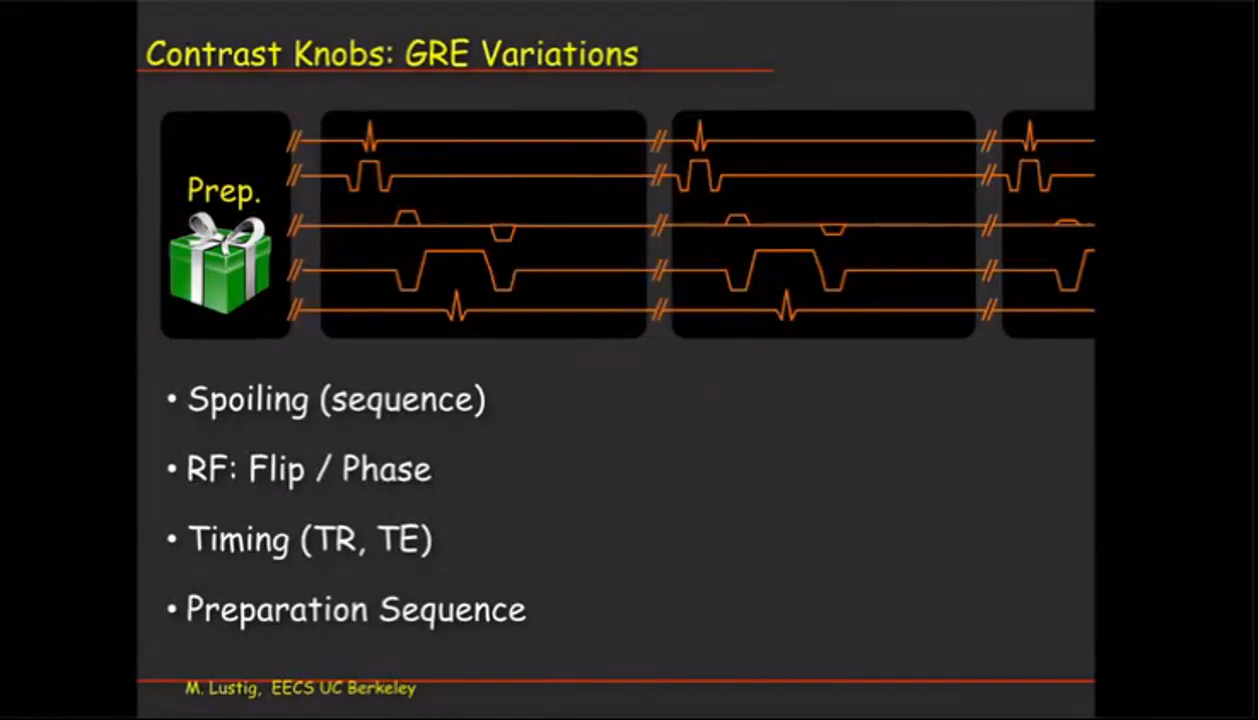 Contrast Knobs: GRE Variations
Prep.
• Spoiling (sequence)
• RF: Flip / Phase
• Timing (TR, TE)
• Preparation Sequence
M. Lustig, EECS UC Berkeley